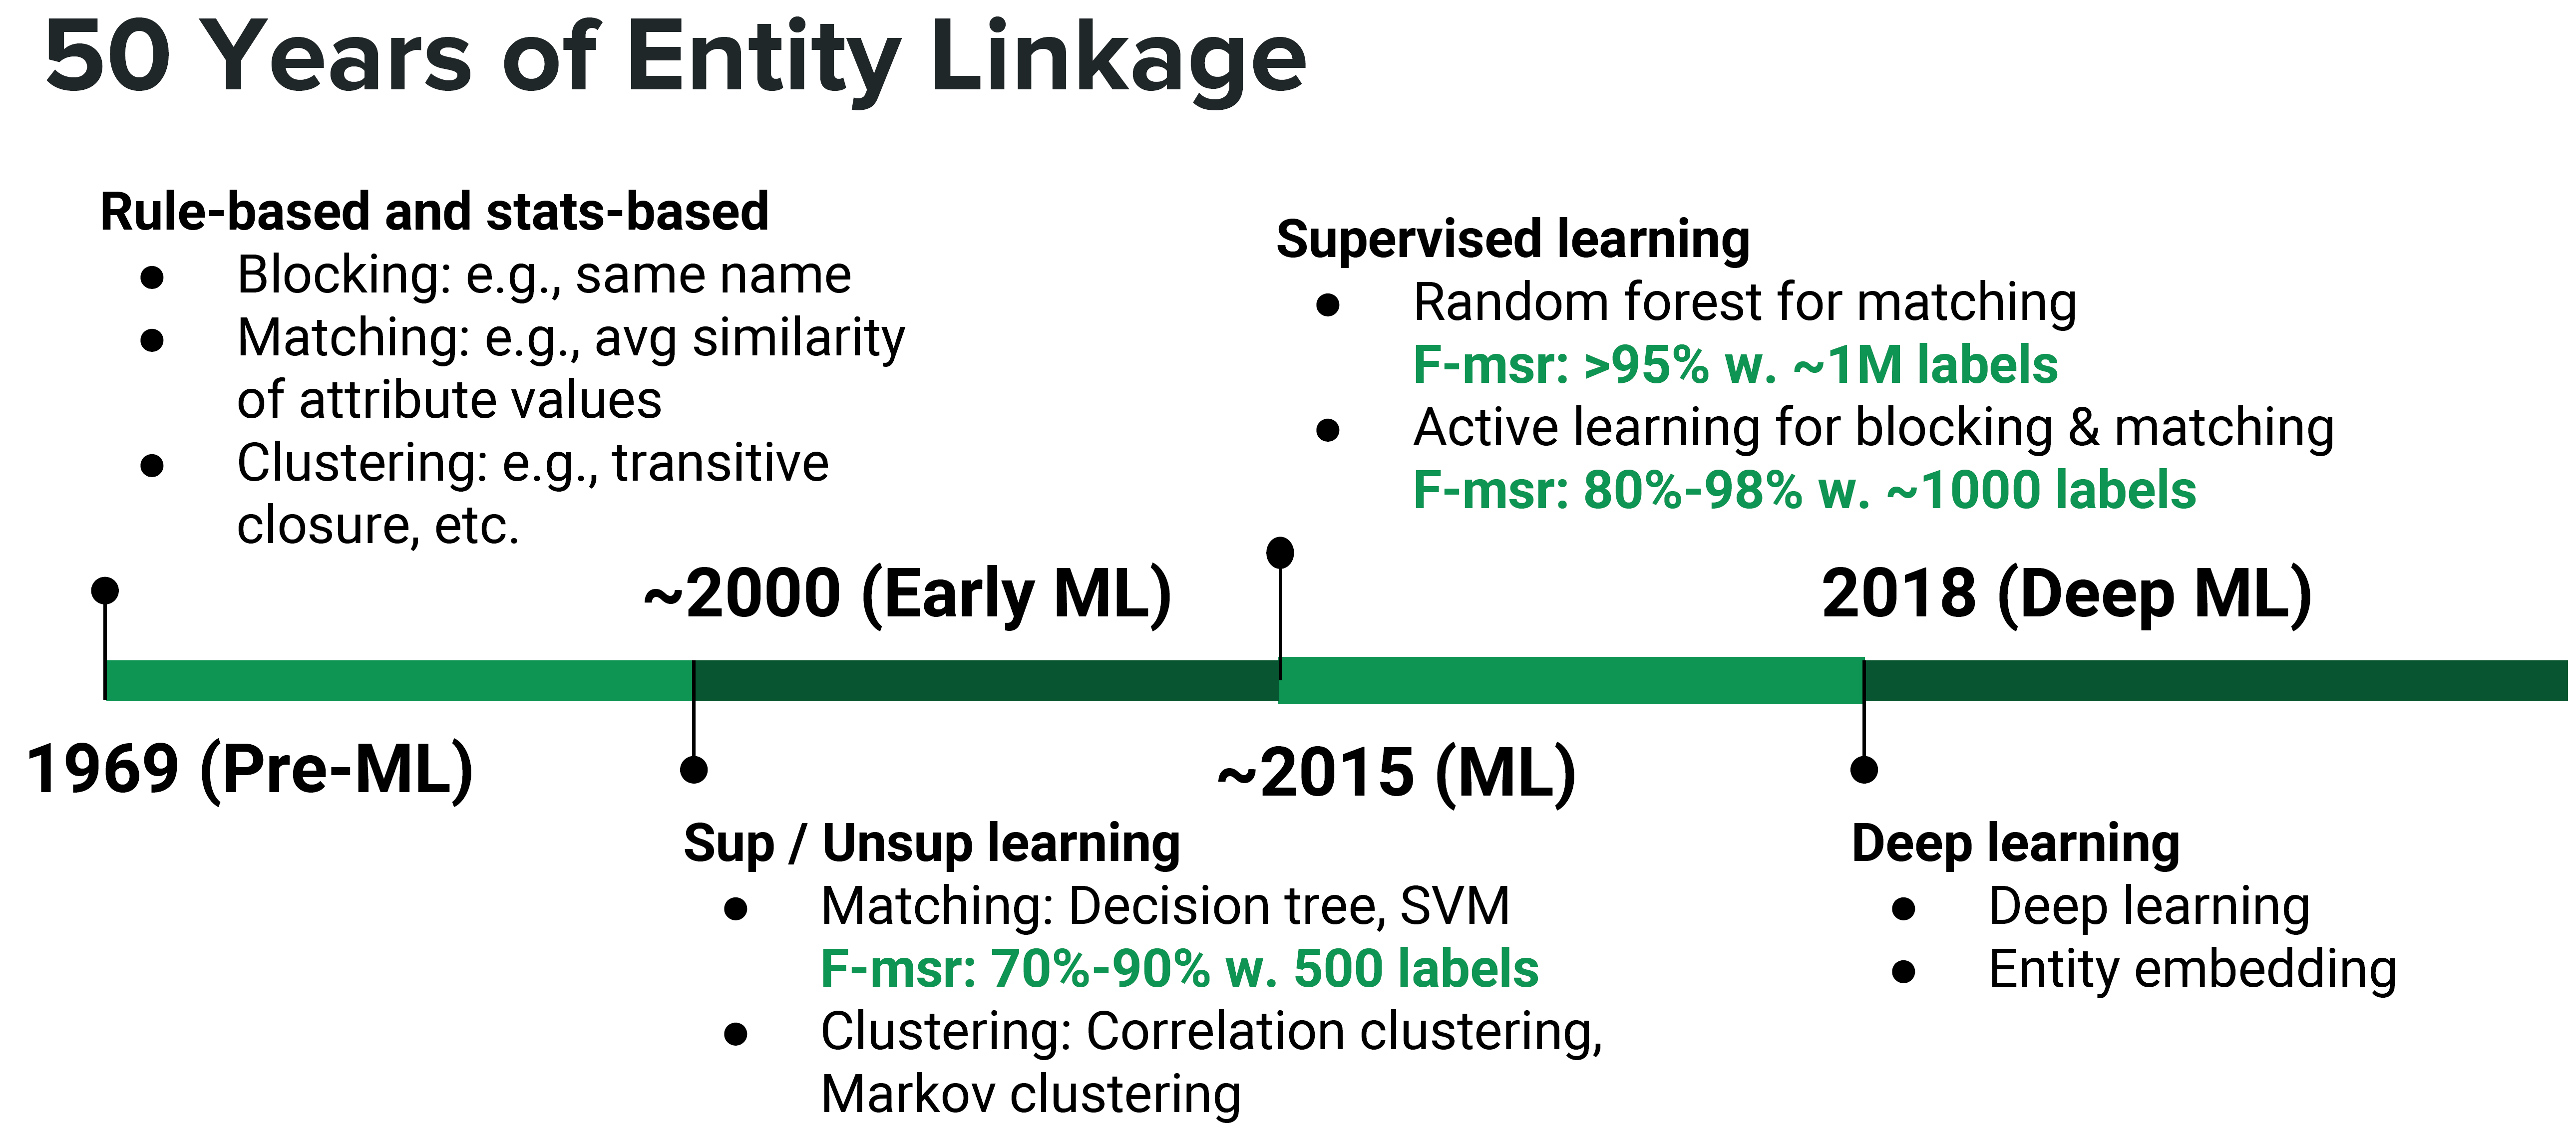 50 Years of Entity Linkage
Rule-based and stats-based
● Blocking: e.g., same name
● Matching: e.g., avg similarity
of attribute values
● Clustering: e.g., transitive
closure, etc.
Supervised learning
● Random forest for matching
F-msr: >95% w. ~1M labels
● Active learning for blocking & matching
F-msr: 80%-98% w. ~1000 labels
~2000 (Early ML)
2018 (Deep ML)
1969 (Pre-ML)
~2015 (ML)
Sup / Unsup learning
● Matching: Decision tree, SVM
F-msr: 70%-90% w. 500 labels
● Clustering: Correlation clustering,
Markov clustering
Deep learning
● Deep learning
● Entity embedding